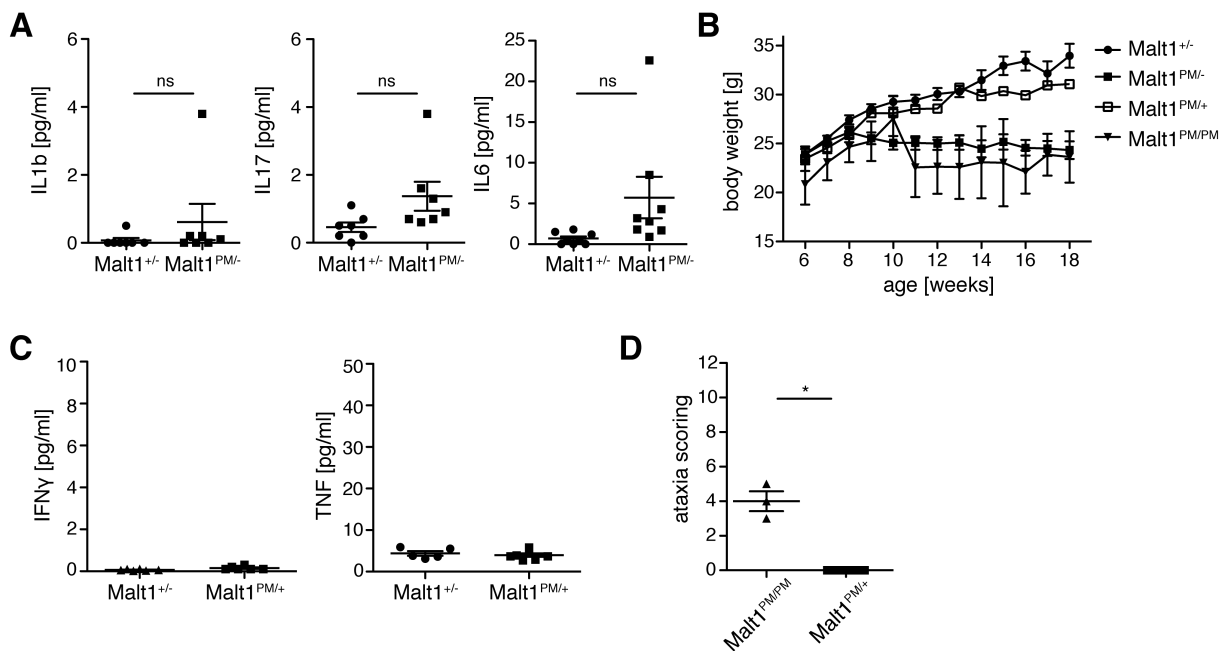 A
IL1b [pg/ml]
6
4
2
0
ns
Malt1+/-
Malt1PM/-
IL17 [pg/ml]
6
4
2
0
ns
Malt1+/-
Malt1PM/-
IL6 [pg/ml]
25
20
15
10
5
0
ns
Malt1+/-
Malt1PM/-
B
body weight [g]
35
30
25
20
15
6 8 10 12 14 16 18
age [weeks]
Malt1+/-
Malt1PM/-
Malt1PM/+
Malt1PM/PM
C
IFNγ [pg/ml]
10
8
6
4
2
0
Malt1+/-
Malt1PM/+
TNF [pg/ml]
50
40
30
20
10
0
Malt1+/-
Malt1PM/+
D
ataxia scoring
12
10
8
6
4
2
0
*
Malt1PM/PM
Malt1PM/+